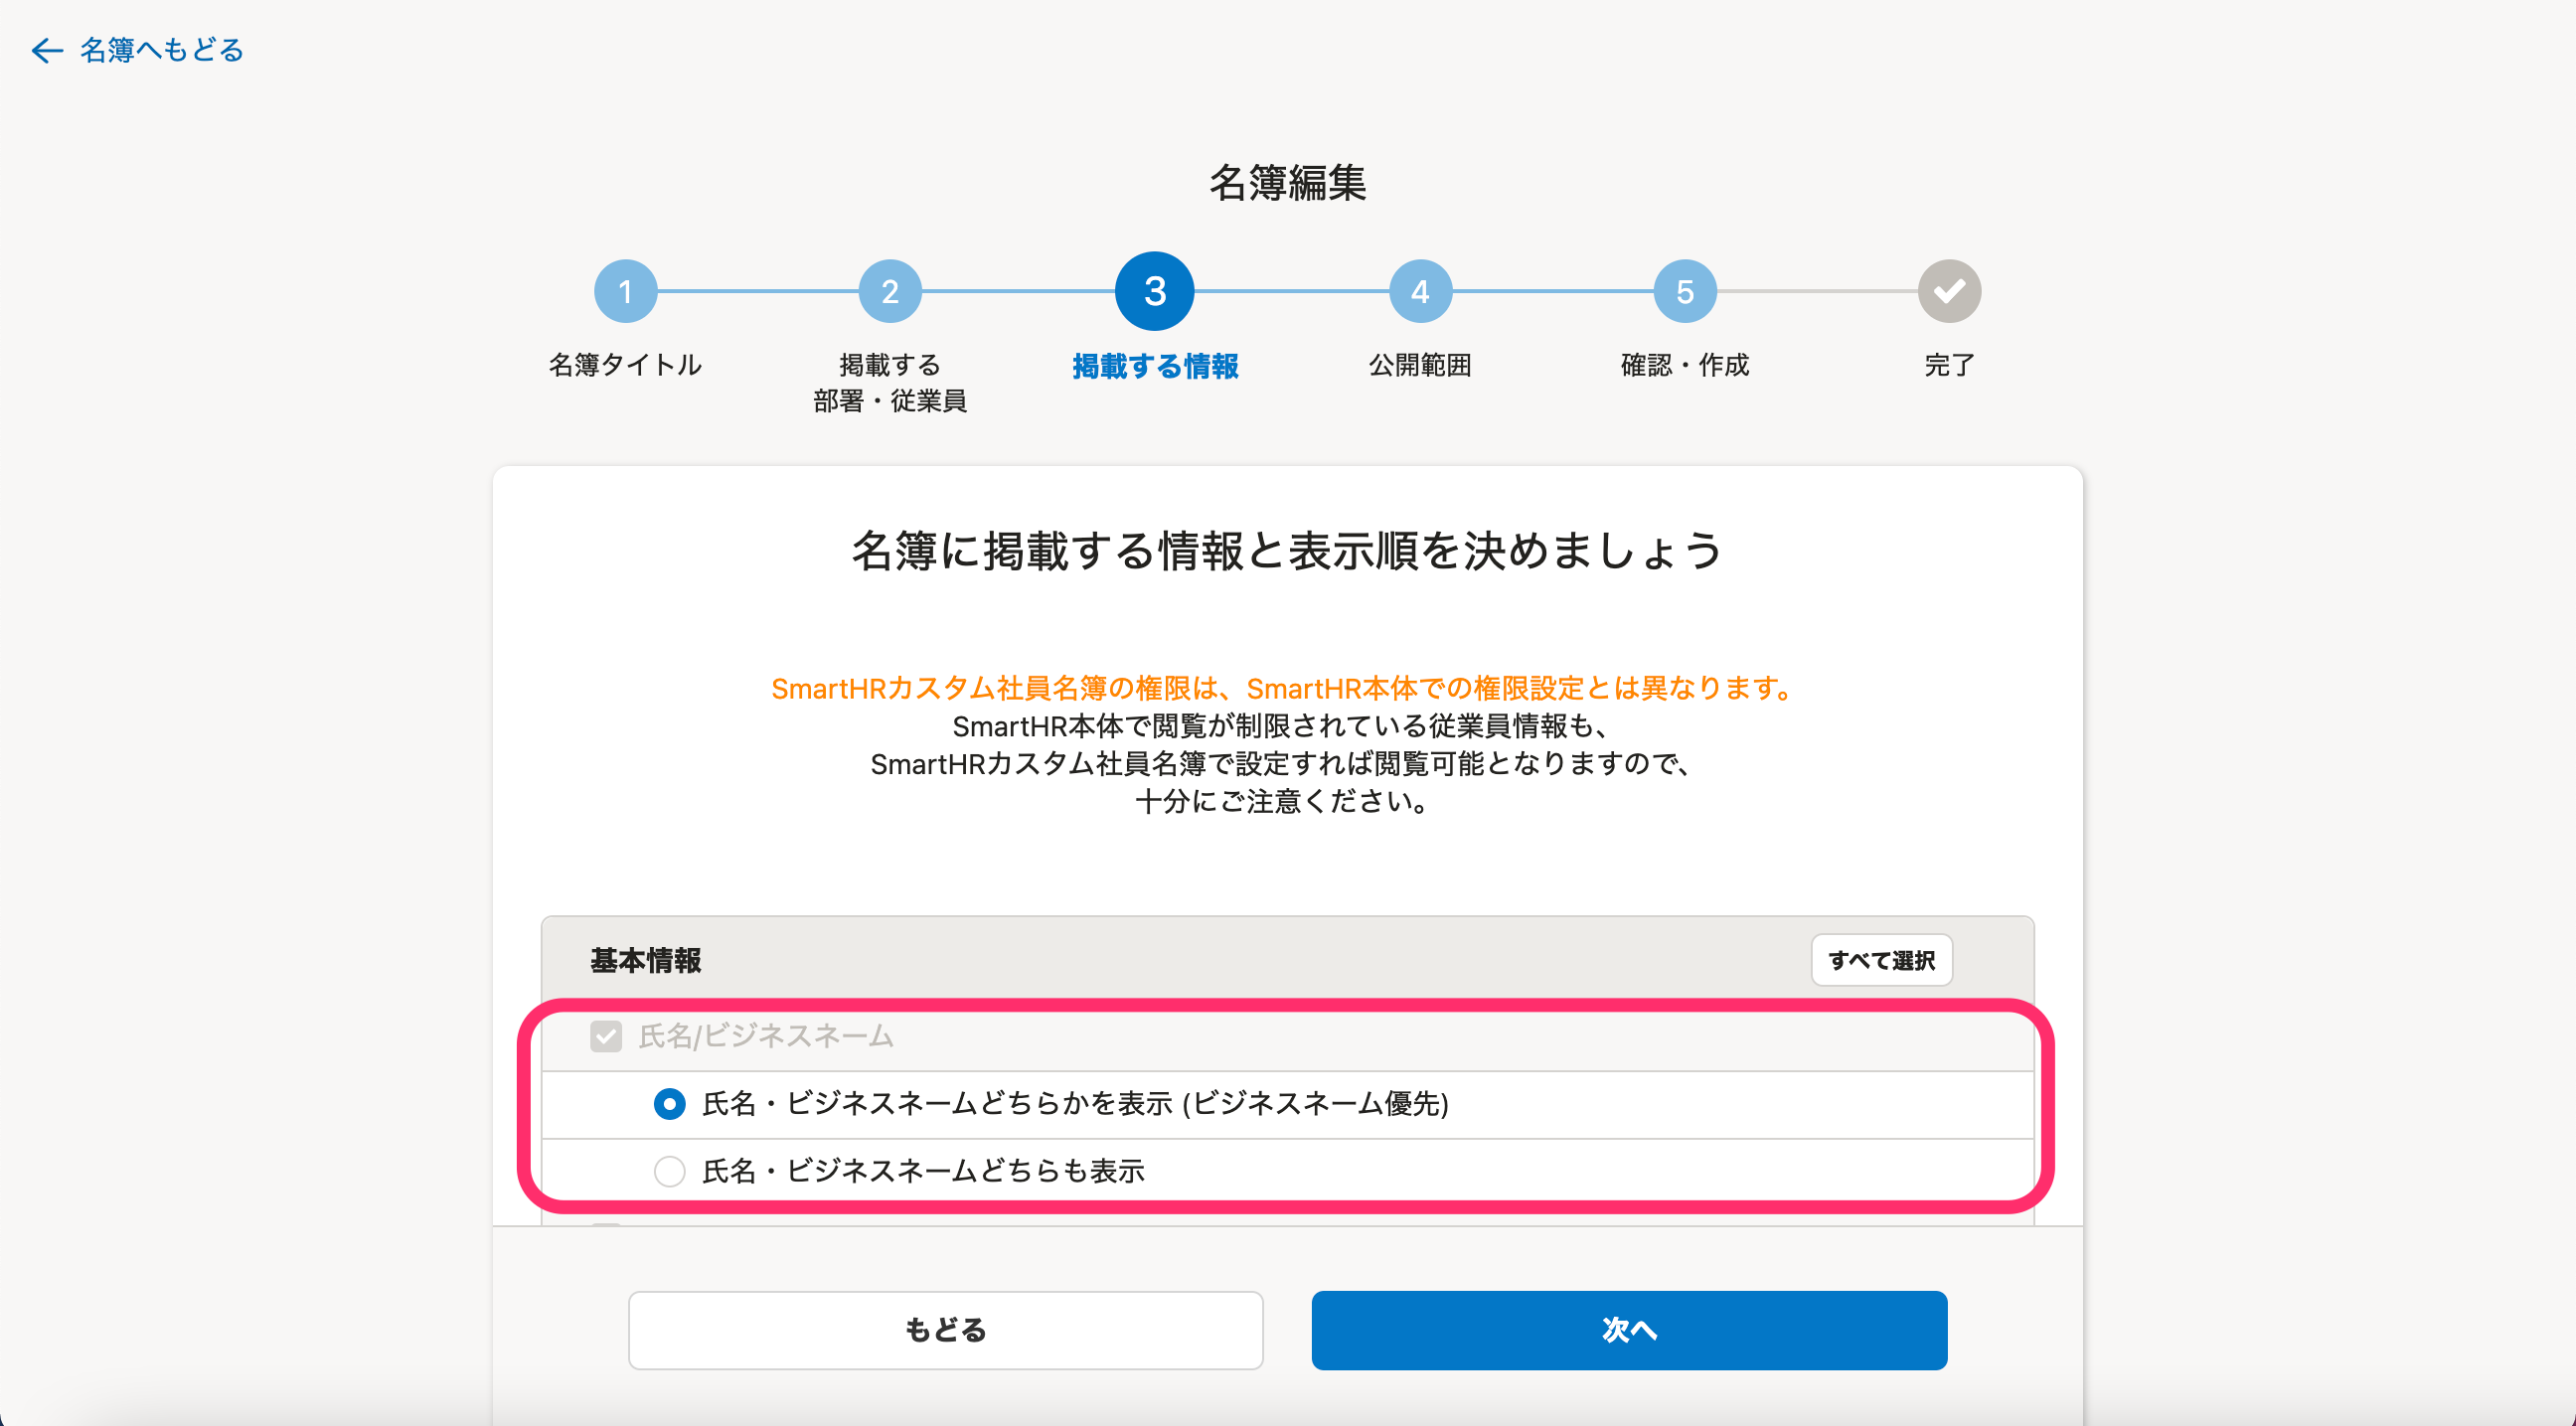 名簿へもどる
名簿編集
1
2
3
4
5
名簿タイトル
掲載する
部署・従業員
掲載する情報
公開範囲
確認・作成
完了
名簿に掲載する情報と表示順を決めましょう
SmartHRカスタム社員名簿の権限は、SmartHR本体での権限設定とは異なります。
SmartHR本体で閲覧が制限されている従業員情報も、
SmartHRカスタム社員名簿で設定すれば閲覧可能となりますので、
十分にご注意ください。
基本情報
すべて選択
氏名/ビジネスネーム
氏名・ビジネスネームどちらかを表示 (ビジネスネーム優先)
氏名・ビジネスネームどちらも表示
もどる
次へ